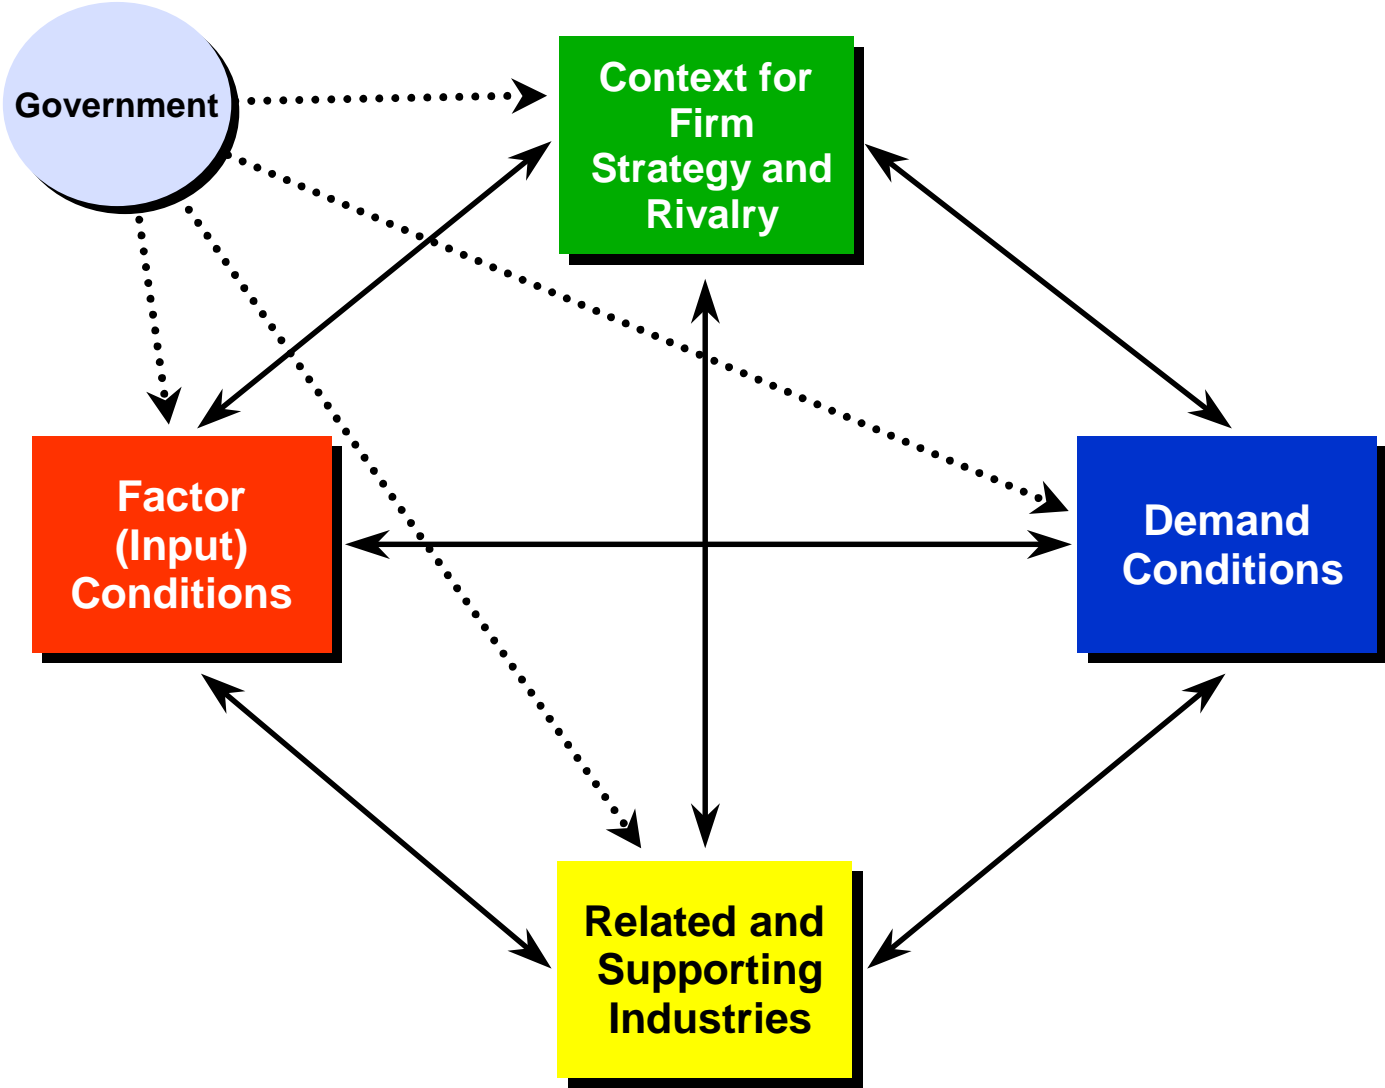 Government
Context for
Firm
Strategy and
Rivalry
Factor
(Input)
Conditions
Demand
Conditions
Related and
Supporting
Industries